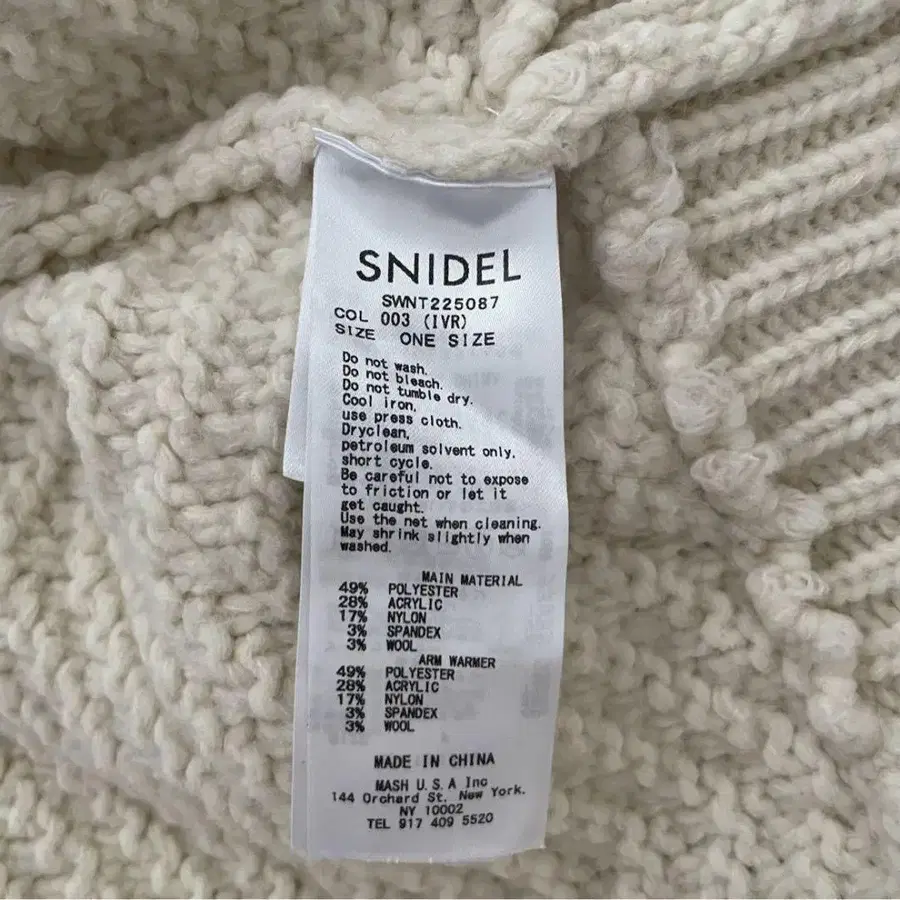 SNIDEL
SWNT225087
COL 003 (IVR)
SIZE ONE SIZE
Do not wash.
Do not bleach.
Do not tumble dry.
Cool iron,
use press cloth.
Dryclean,
petroleum solvent only,
short cycle.
Be careful not to expose
to friction or let it
get caught.
Use the net when cleaning.
May shrink slightly when
washed.
MAIN MATERIAL
49% POLYESTER
28% ACRYLIC
17% NYLON
3% SPANDEX
3% WOOL
ARM WARMER
49% POLYESTER
28% ACRYLIC
17% NYLON
3% SPANDEX
3% WOOL
MADE IN CHINA
MASH U.S.A Inc
144 Orchard St. New York.
NY 10002
TEL 917 409 5520